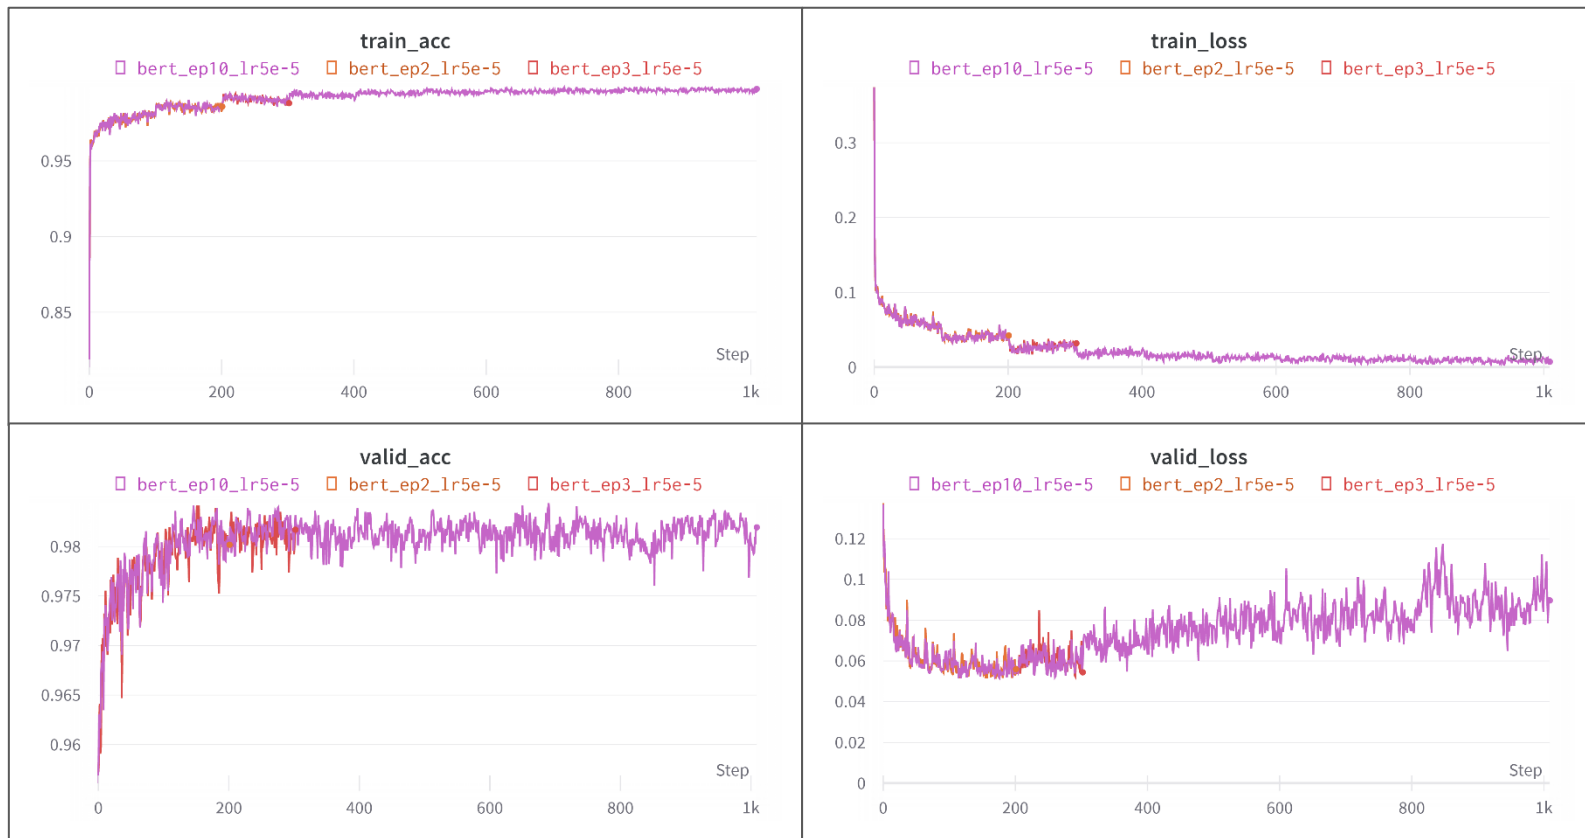 train_acc
bert_ep10_lr5e-5 bert_ep2_lr5e-5 bert_ep3_lr5e-5
0.95
0.9
0.85
Step
0 200 400 600 800 1k
train_loss
bert_ep10_lr5e-5 bert_ep2_lr5e-5 bert_ep3_lr5e-5
0.3
0.2
0.1
Step
0
0 200 400 600 800 1k
valid_acc
bert_ep10_lr5e-5 bert_ep2_lr5e-5 bert_ep3_lr5e-5
0.98
0.975
0.97
0.965
0.96
Step
0 200 400 600 800 1k
valid_loss
bert_ep10_lr5e-5 bert_ep2_lr5e-5 bert_ep3_lr5e-5
0.12
0.1
0.08
0.06
0.04
0.02
Step
0
0 200 400 600 800 1k